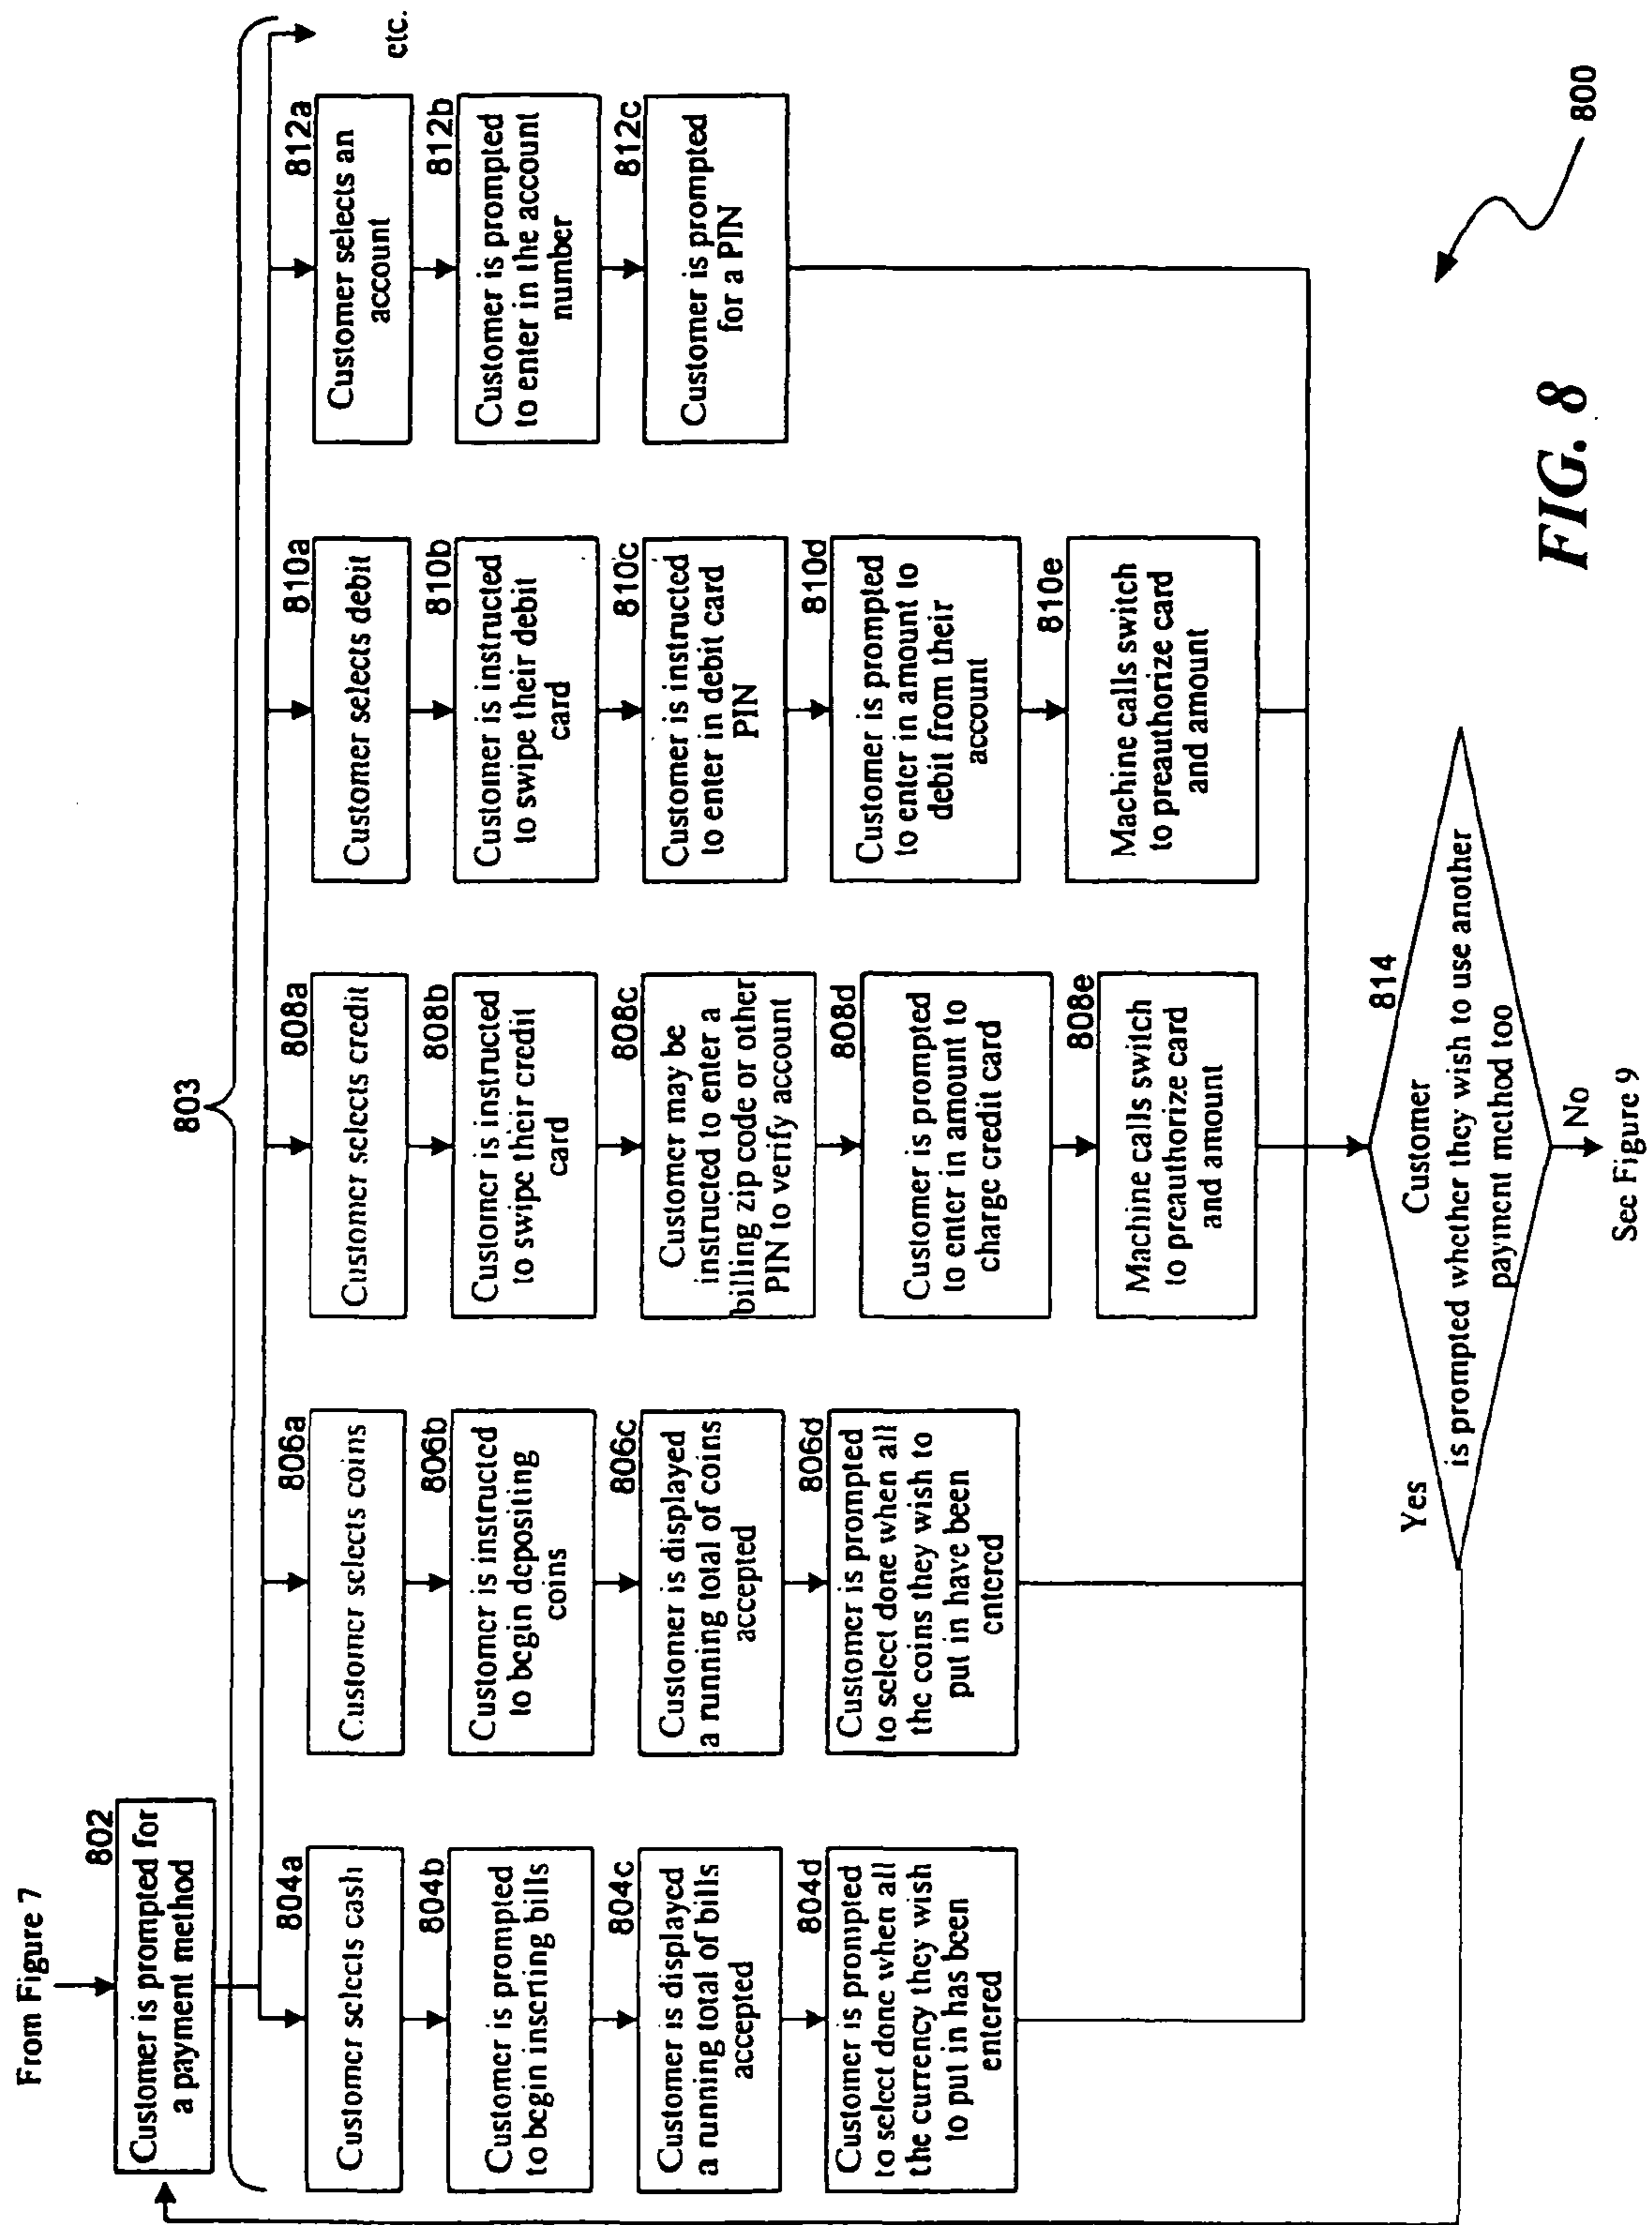 From Figure 7
802
Customer is prompted for
a payment method
803
804a
Customer selects cash
804b
Customer is prompted
to begin inserting bills
804c
Customer is displayed
a running total of bills
accepted
804d
Customer is prompted
to select done when all
the currency they wish
to put in has been
entered
806a
Customer selects coins
806b
Customer is instructed
to begin depositing
coins
806c
Customer is displayed
a running total of coins
accepted
806d
Customer is prompted
to select done when all
the coins they wish to
put in have been
entered
808a
Customer selects credit
808b
Customer is instructed
to swipe their credit
card
808c
Customer may be
instructed to enter a
billing zip code or other
PIN to verify account
808d
Customer is prompted
to enter in amount to
charge credit card
808e
Machine calls switch
to preauthorize card
and amount
810a
Customer selects debit
810b
Customer is instructed
to swipe their debit
card
810c
Customer is instructed
to enter in debit card
PIN
810d
Customer is prompted
to enter in amount to
debit from their
account
810e
Machine calls switch
to preauthorize card
and amount
812a
Customer selects an
account
812b
Customer is prompted
to enter in the account
number
812c
Customer is prompted
for a PIN
etc.
814
Customer
is prompted whether they wish to use another
payment method too
Yes
No
See Figure 9
800
FIG. 8